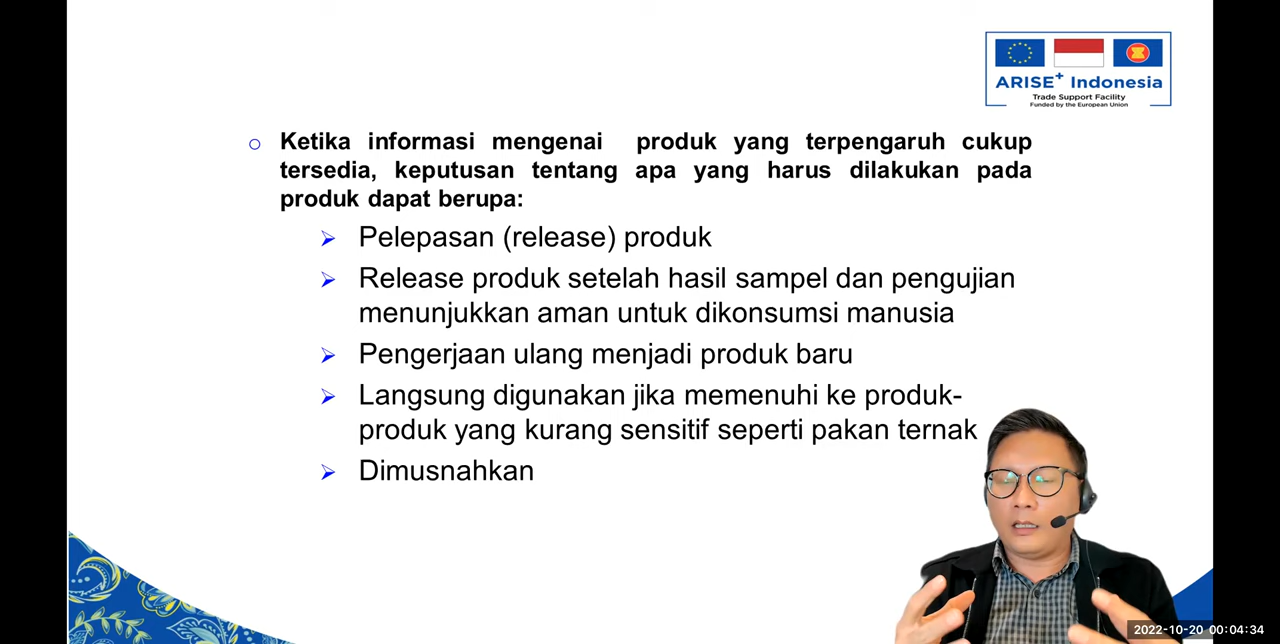 ARISE+ Indonesia
Trade Support Facility
Funded by the European Union
Ketika informasi mengenai produk yang terpengaruh cukup
tersedia, keputusan tentang apa yang harus dilakukan pada
produk dapat berupa:
Pelepasan (release) produk
Release produk setelah hasil sampel dan pengujian
menunjukkan aman untuk dikonsumsi manusia
Pengerjaan ulang menjadi produk baru
Langsung digunakan jika memenuhi ke produk-
produk yang kurang sensitif seperti pakan ternak
Dimusnahkan
2022-10-20 00:04:34